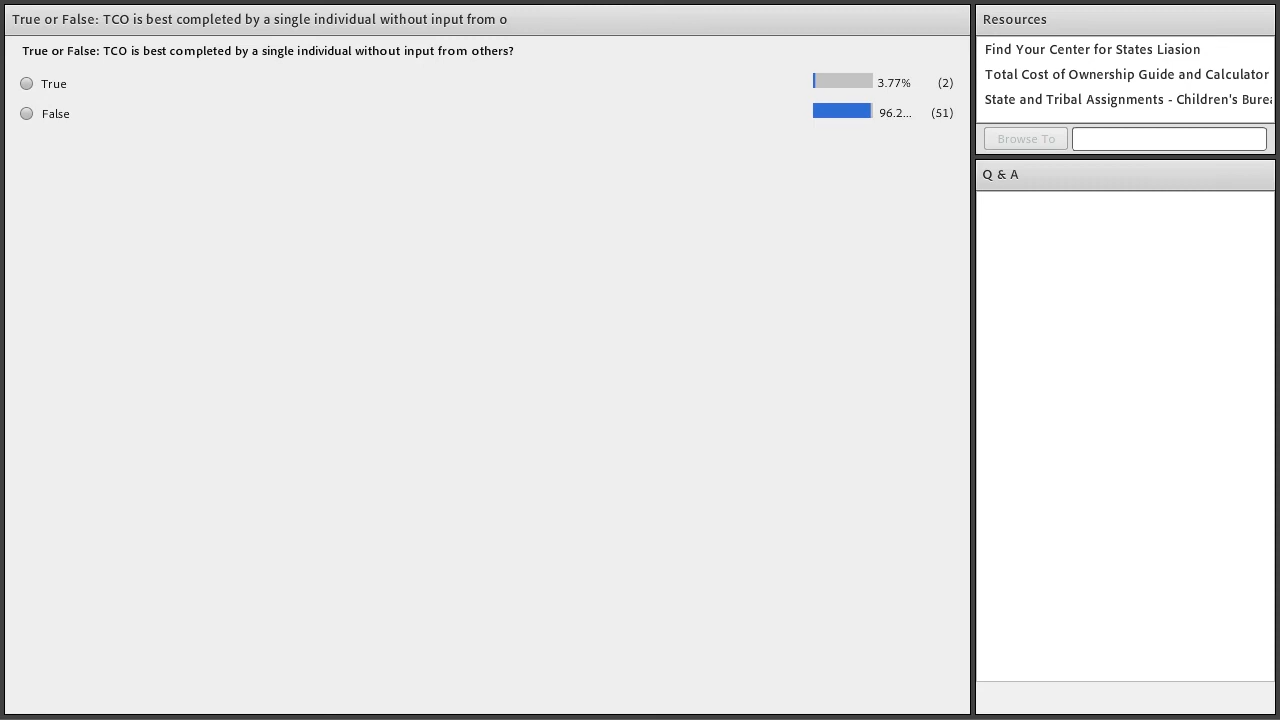 True or False: TCO is best completed by a single individual without input from o
True or False: TCO is best completed by a single individual without input from others?
True 3.77% (2)
False 96.2... (51)
Resources
Find Your Center for States Liasion
Total Cost of Ownership Guide and Calculator
State and Tribal Assignments - Children's Burea
Browse To
Q & A